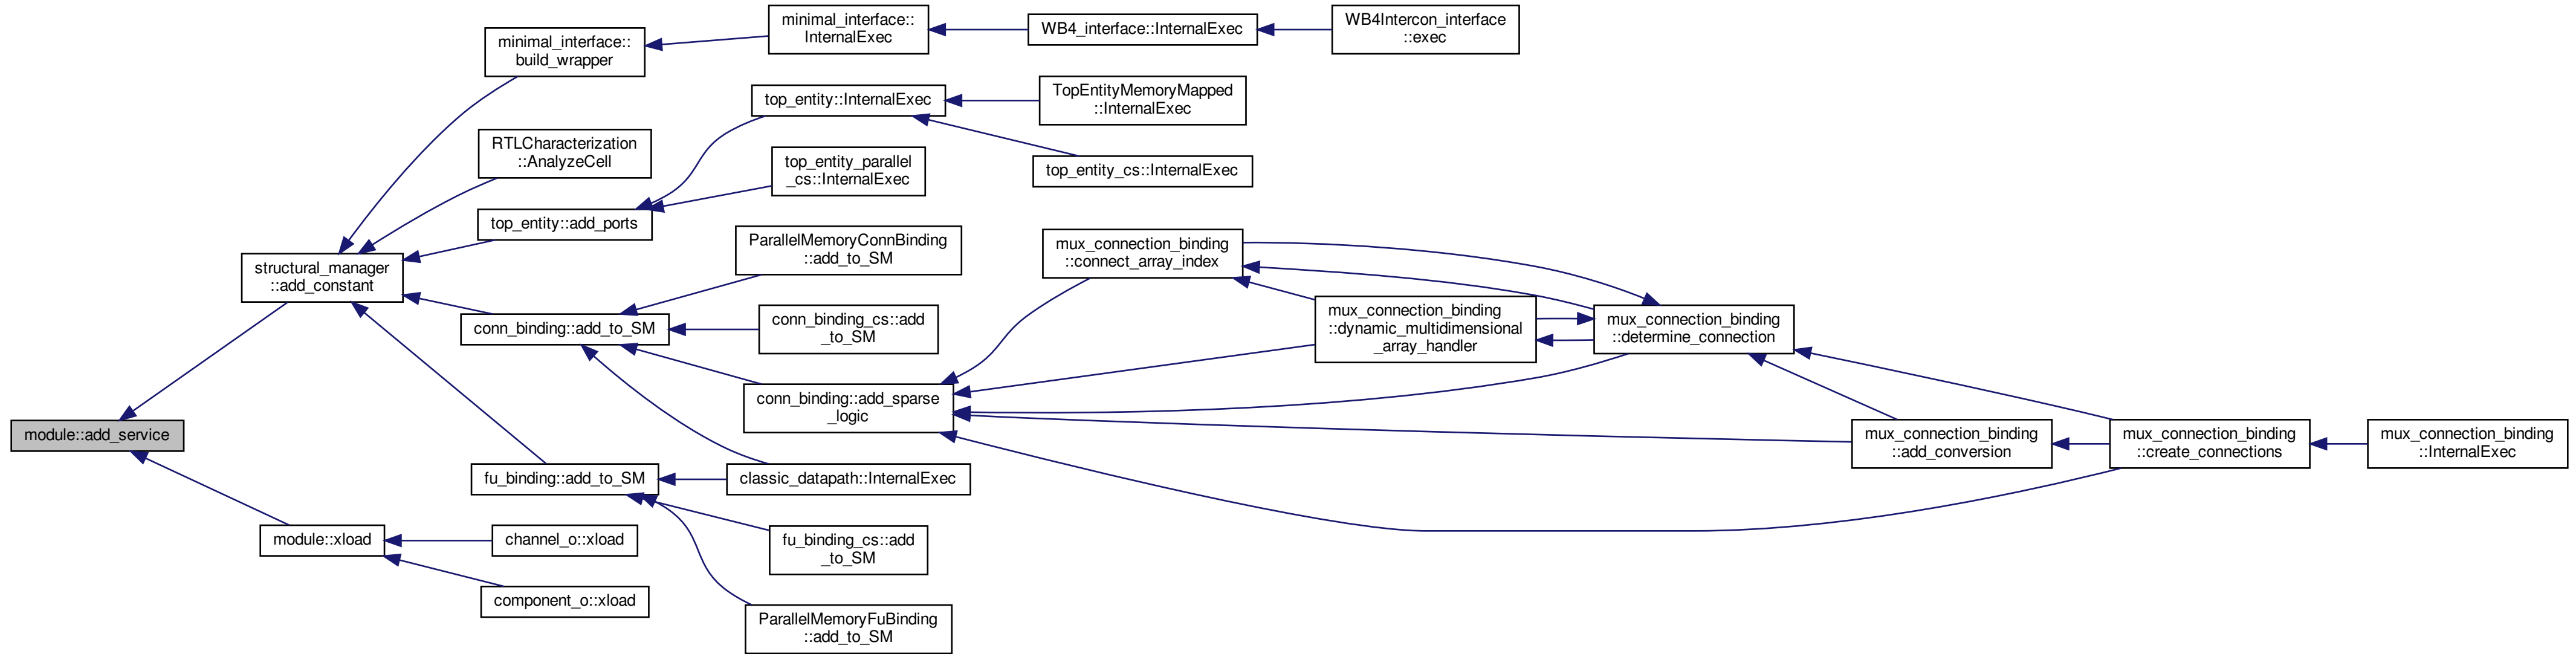 minimal_interface::
build_wrapper
minimal_interface::
InternalExec
WB4_interface::InternalExec
WB4Intercon_interface
::exec
top_entity::InternalExec
TopEntityMemoryMapped
::InternalExec
RTLCharacterization
::AnalyzeCell
top_entity_parallel
_cs::InternalExec
top_entity_cs::InternalExec
top_entity::add_ports
structural_manager
::add_constant
ParallelMemoryConnBinding
::add_to_SM
mux_connection_binding
::connect_array_index
conn_binding::add_to_SM
conn_binding_cs::add
_to_SM
mux_connection_binding
::dynamic_multidimensional
_array_handler
mux_connection_binding
::determine_connection
conn_binding::add_sparse
_logic
module::add_service
mux_connection_binding
::add_conversion
mux_connection_binding
::create_connections
mux_connection_binding
::InternalExec
fu_binding::add_to_SM
classic_datapath::InternalExec
module::xload
channel_o::xload
fu_binding_cs::add
_to_SM
component_o::xload
ParallelMemoryFuBinding
::add_to_SM